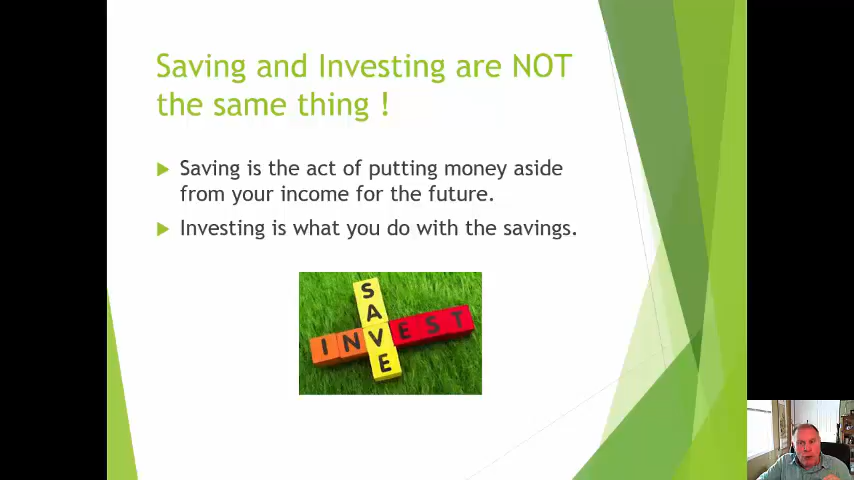 Saving and Investing are NOT
the same thing !
Saving is the act of putting money aside
from your income for the future.
Investing is what you do with the savings.
SAVE
INVEST